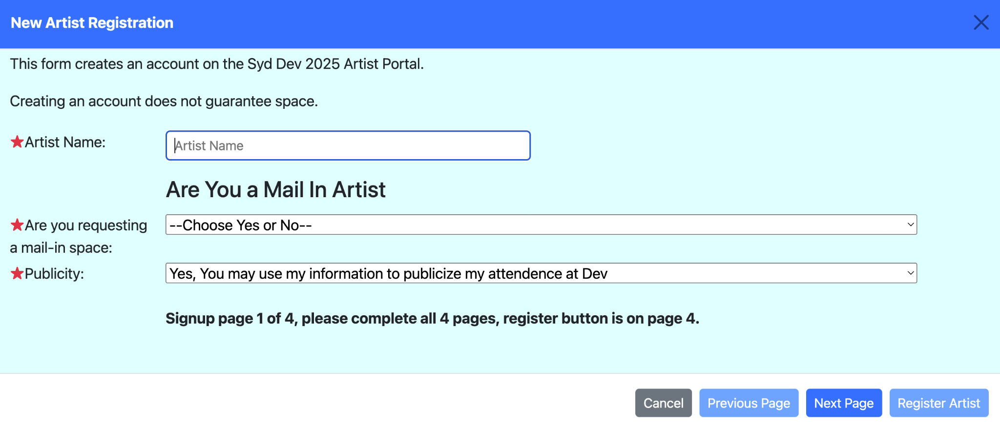 New Artist Registration
This form creates an account on the Syd Dev 2025 Artist Portal.
Creating an account does not guarantee space.
Artist Name:
Artist Name
Are You a Mail In Artist
Are you requesting
a mail-in space:
--Choose Yes or No--
Publicity:
Yes, You may use my information to publicize my attendence at Dev
Signup page 1 of 4, please complete all 4 pages, register button is on page 4.
Cancel
Previous Page
Next Page
Register Artist